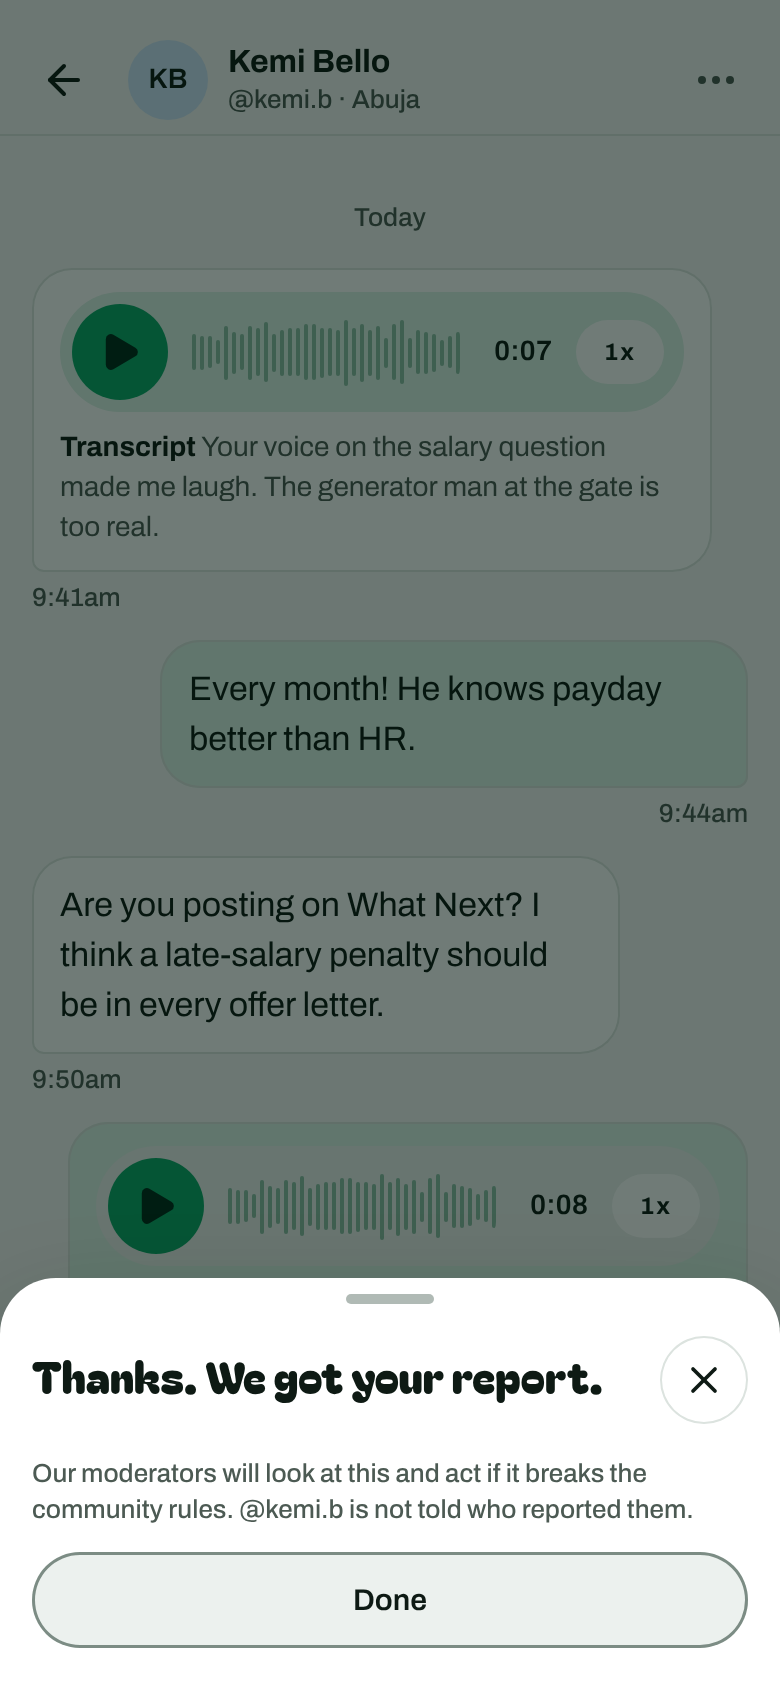 KB
Kemi Bello
@kemi.b · Abuja
Today
0:07
1x
Transcript Your voice on the salary question
made me laugh. The generator man at the gate is
too real.
9:41am
Every month! He knows payday
better than HR.
9:44am
Are you posting on What Next? I
think a late-salary penalty should
be in every offer letter.
9:50am
0:08
1x
Thanks. We got your report.
Our moderators will look at this and act if it breaks the
community rules. @kemi.b is not told who reported them.
Done